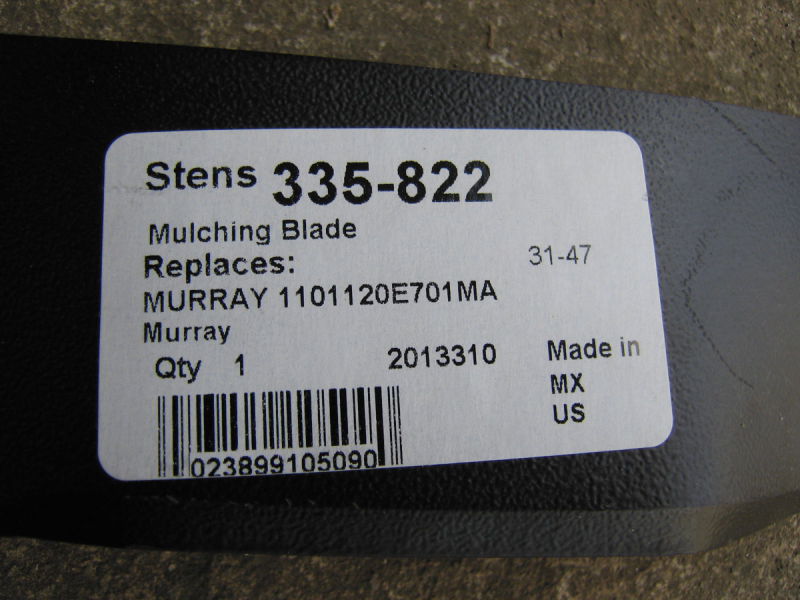 Stens 335-822
Mulching Blade
Replaces: 31-47
MURRAY 1101120E701MA
Murray
Qty 1 2013310 Made in
MX
US
023899105090